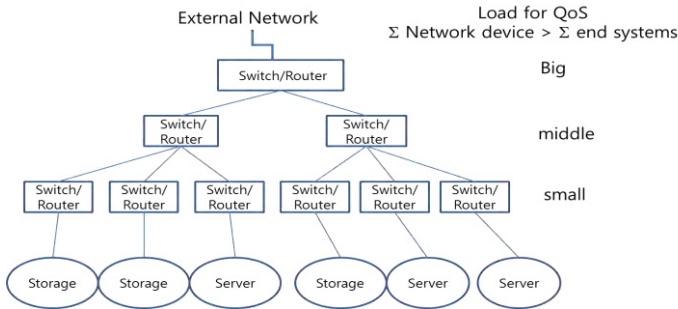 External Network
Load for QoS
Σ Network device > Σ end systems
Switch/Router
Big
Switch/
Router
Switch/
Router
middle
Switch/
Router
Switch/
Router
Switch/
Router
Switch/
Router
Switch/
Router
Switch/
Router
small
Storage
Storage
Server
Storage
Server
Server